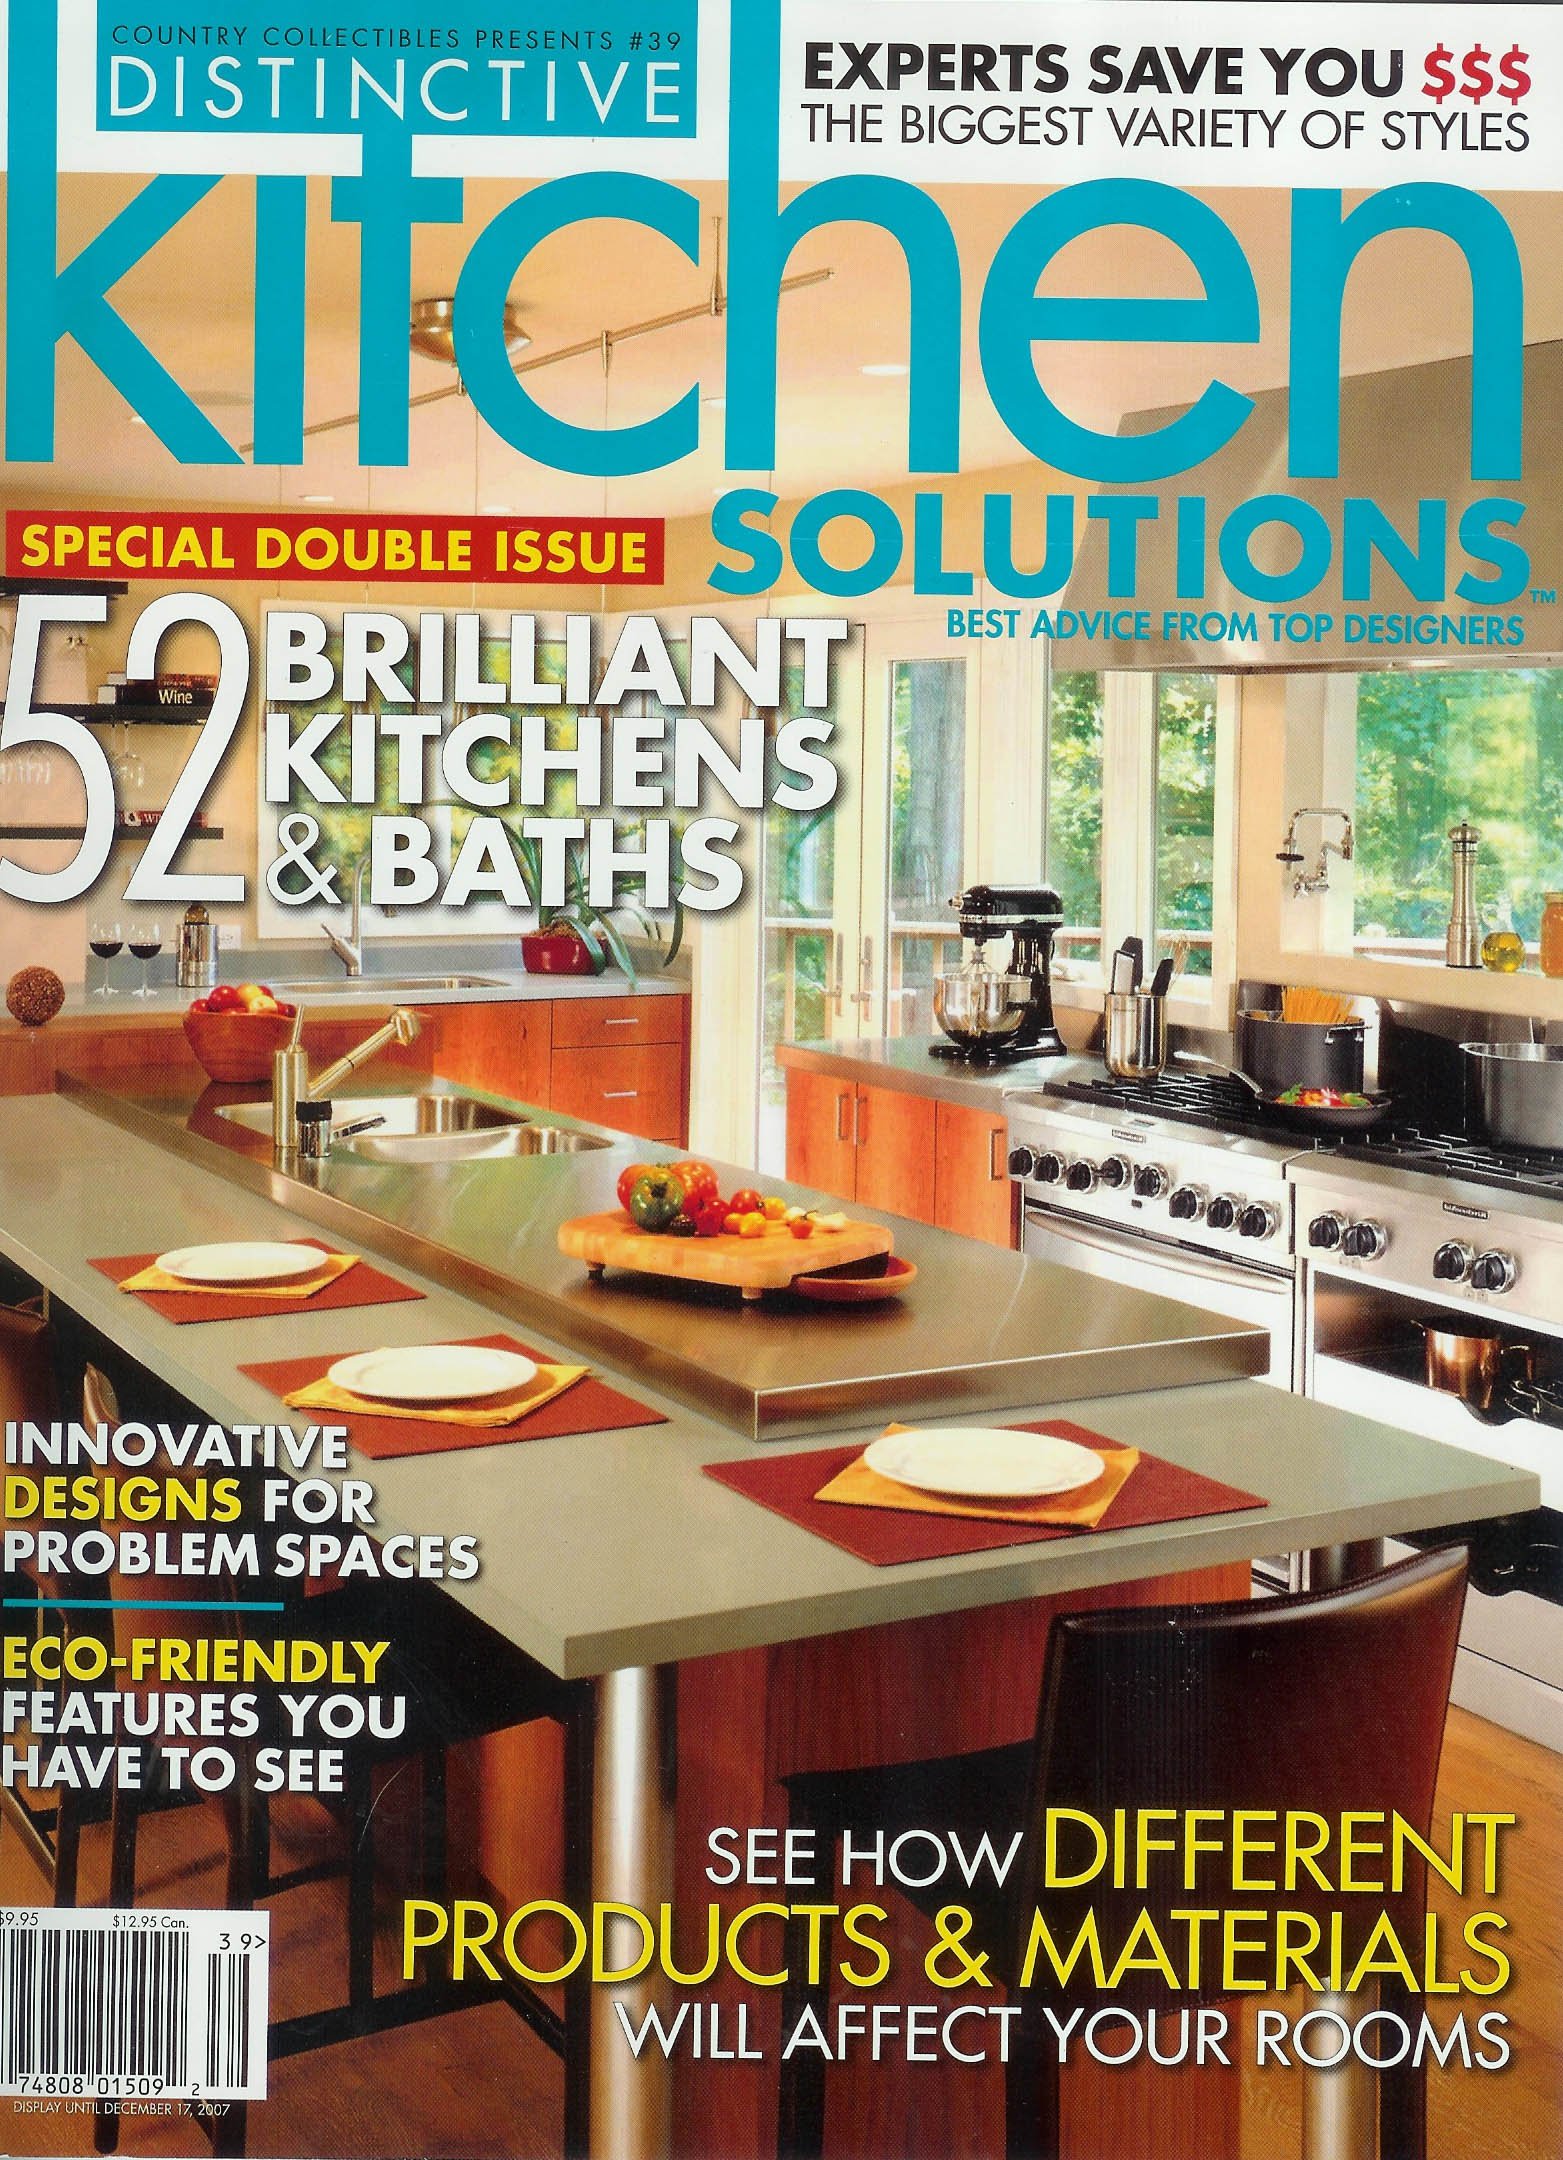 COUNTRY COLLECTIBLES PRESENTS #39
DISTINCTIVE
EXPERTS SAVE YOU $$$
THE BIGGEST VARIETY OF STYLES
kitchen
SOLUTIONS™
BEST ADVICE FROM TOP DESIGNERS
SPECIAL DOUBLE ISSUE
52 BRILLIANT
KITCHENS
& BATHS
Wine
INNOVATIVE
DESIGNS FOR
PROBLEM SPACES
ECO-FRIENDLY
FEATURES YOU
HAVE TO SEE
SEE HOW DIFFERENT
PRODUCTS & MATERIALS
WILL AFFECT YOUR ROOMS
$9.95 $12.95 Can.
39>
74808 01509 2
DISPLAY UNTIL DECEMBER 17, 2007